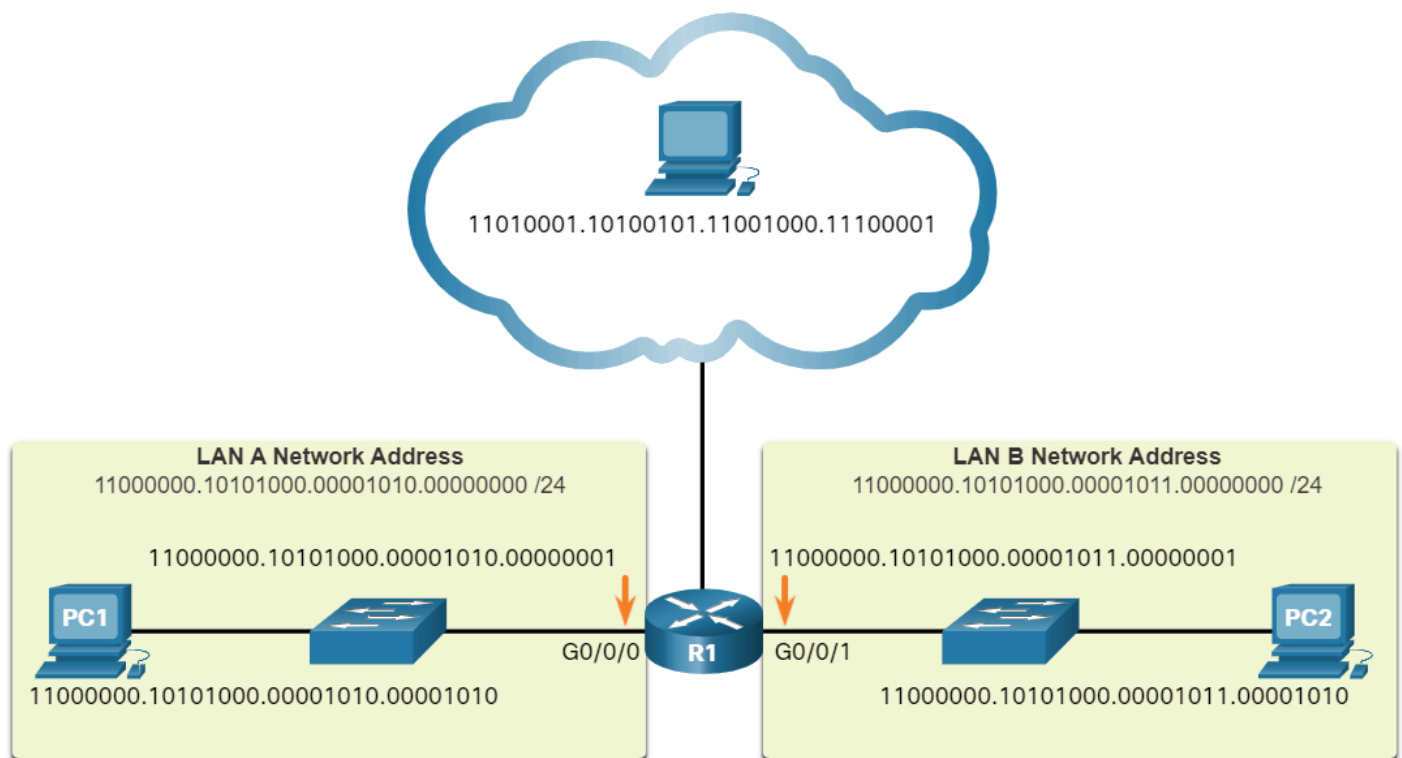 11010001.10100101.11001000.11100001
LAN A Network Address
11000000.10101000.00001010.00000000 /24
11000000.10101000.00001010.00000001
PC1
G0/0/0
11000000.10101000.00001010.00001010
R1
LAN B Network Address
11000000.10101000.00001011.00000000 /24
11000000.10101000.00001011.00000001
G0/0/1
PC2
11000000.10101000.00001011.00001010